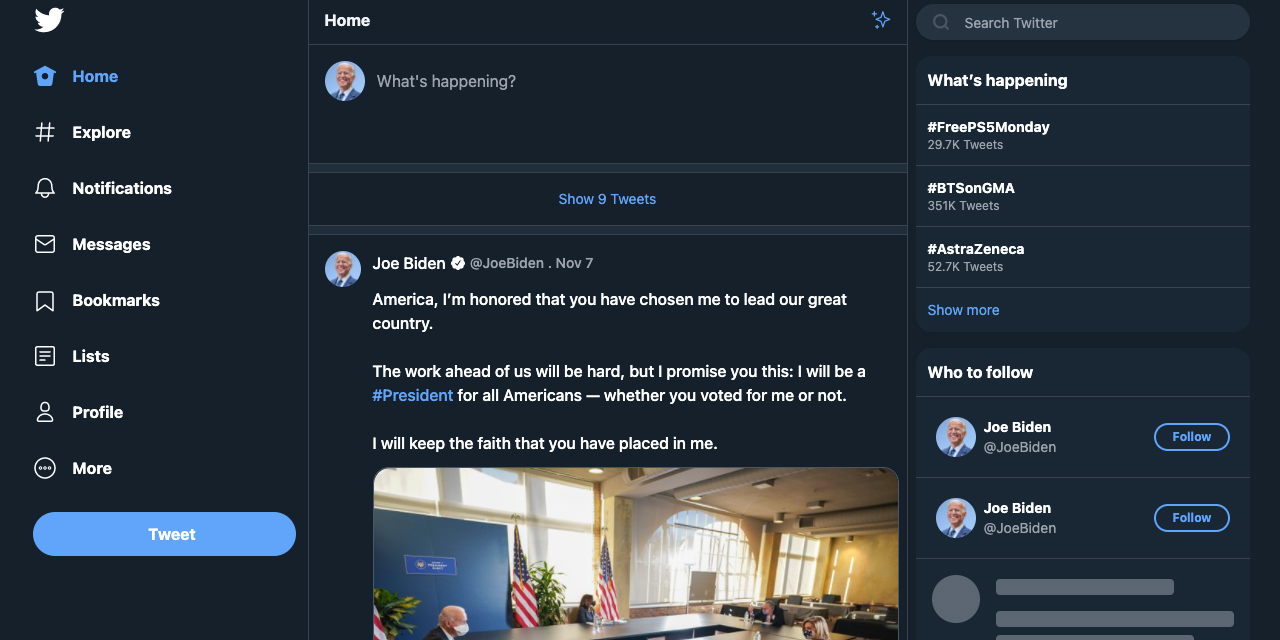 Home
Explore
Notifications
Messages
Bookmarks
Lists
Profile
More
Tweet
Home
What's happening?
Show 9 Tweets
Joe Biden @JoeBiden . Nov 7
America, I’m honored that you have chosen me to lead our great
country.
The work ahead of us will be hard, but I promise you this: I will be a
#President for all Americans — whether you voted for me or not.
I will keep the faith that you have placed in me.
Search Twitter
What’s happening
#FreePS5Monday
29.7K Tweets
#BTSonGMA
351K Tweets
#AstraZeneca
52.7K Tweets
Show more
Who to follow
Joe Biden
@JoeBiden
Follow
Joe Biden
@JoeBiden
Follow